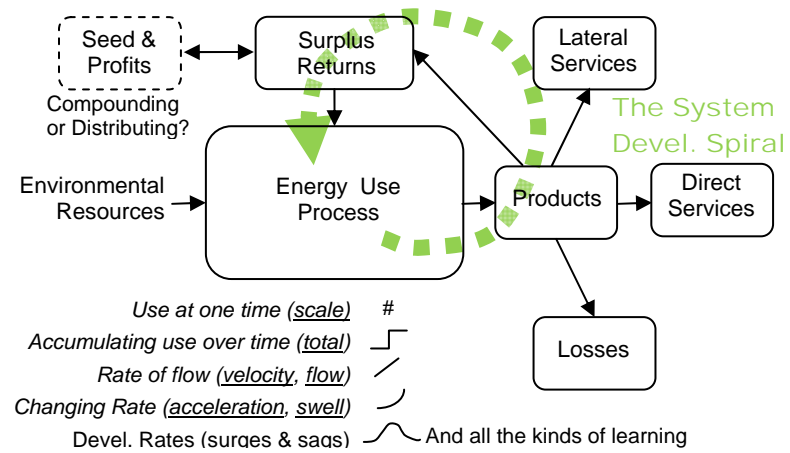 Seed &
Profits
Surplus
Returns
Lateral
Services
Compounding
or Distributing?
The System
Devel. Spiral
Environmental
Resources
Energy Use
Process
Products
Direct
Services
Use at one time (scale) #
Accumulating use over time (total)
Losses
Rate of flow (velocity, flow)
Changing Rate (acceleration, swell)
Devel. Rates (surges & sags) And all the kinds of learning